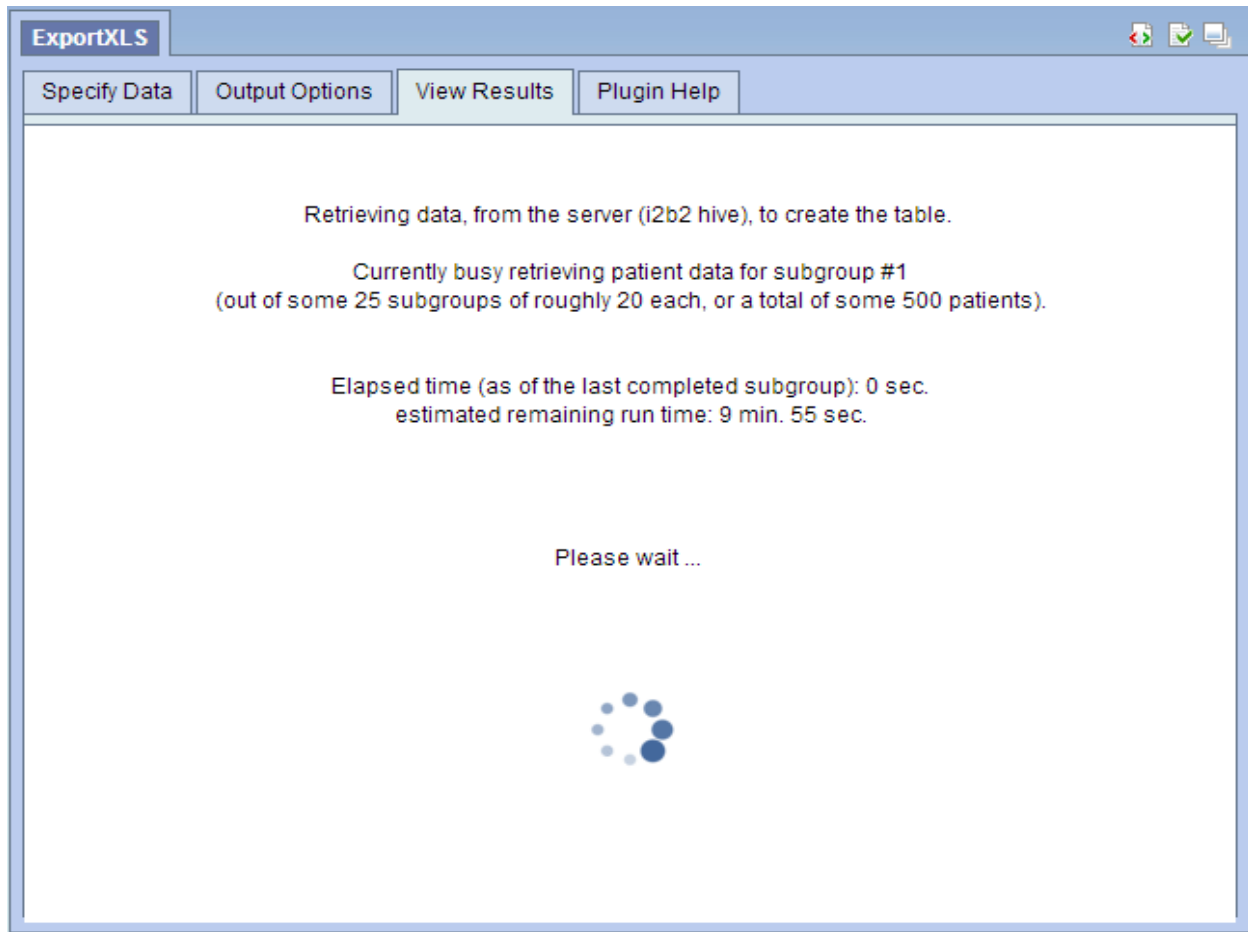 ExportXLS
Specify Data
Output Options
View Results
Plugin Help
Retrieving data, from the server (i2b2 hive), to create the table.
Currently busy retrieving patient data for subgroup #1
(out of some 25 subgroups of roughly 20 each, or a total of some 500 patients).
Elapsed time (as of the last completed subgroup): 0 sec.
estimated remaining run time: 9 min. 55 sec.
Please wait ...